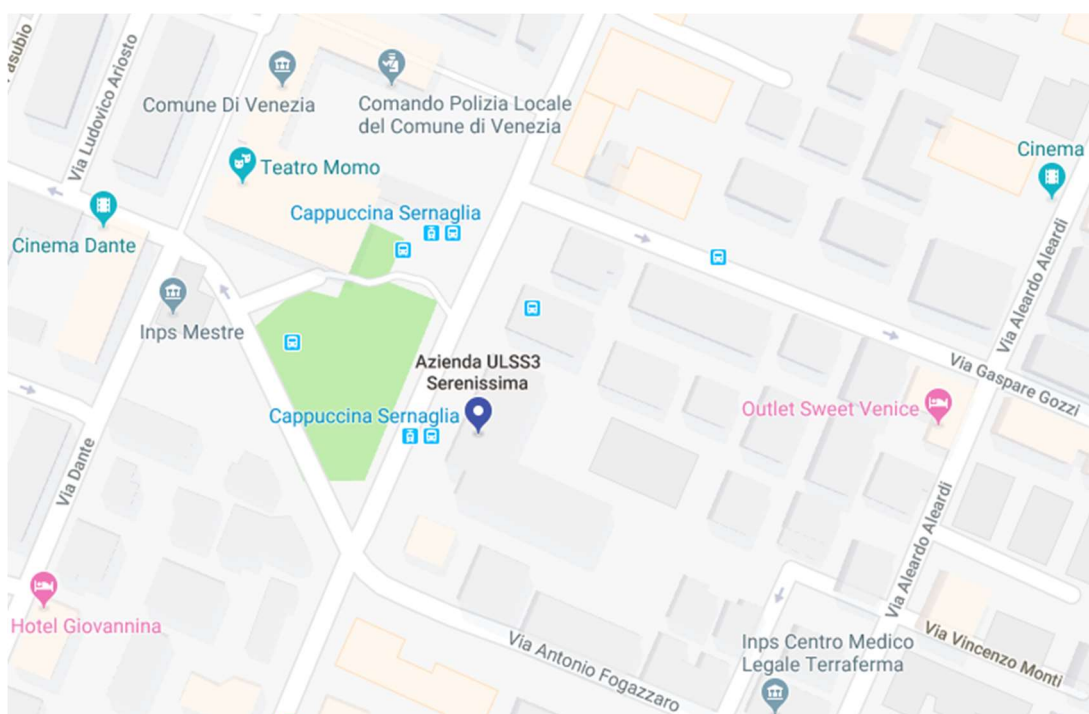 asubio
Via Ludovico Ariosto
Comune Di Venezia
Comando Polizia Locale
del Comune di Venezia
Teatro Momo
Cinema
Cappuccina Sernaglia
Cinema Dante
Via Aleardo Aleardi
Inps Mestre
Azienda ULSS3
Serenissima
Via Gaspare Gozzi
Cappuccina Sernaglia
Outlet Sweet Venice
Via Dante
Via Aleardo Aleardi
Hotel Giovannina
Via Antonio Fogazzaro
Inps Centro Medico
Legale Terraferma
Via Vincenzo Monti